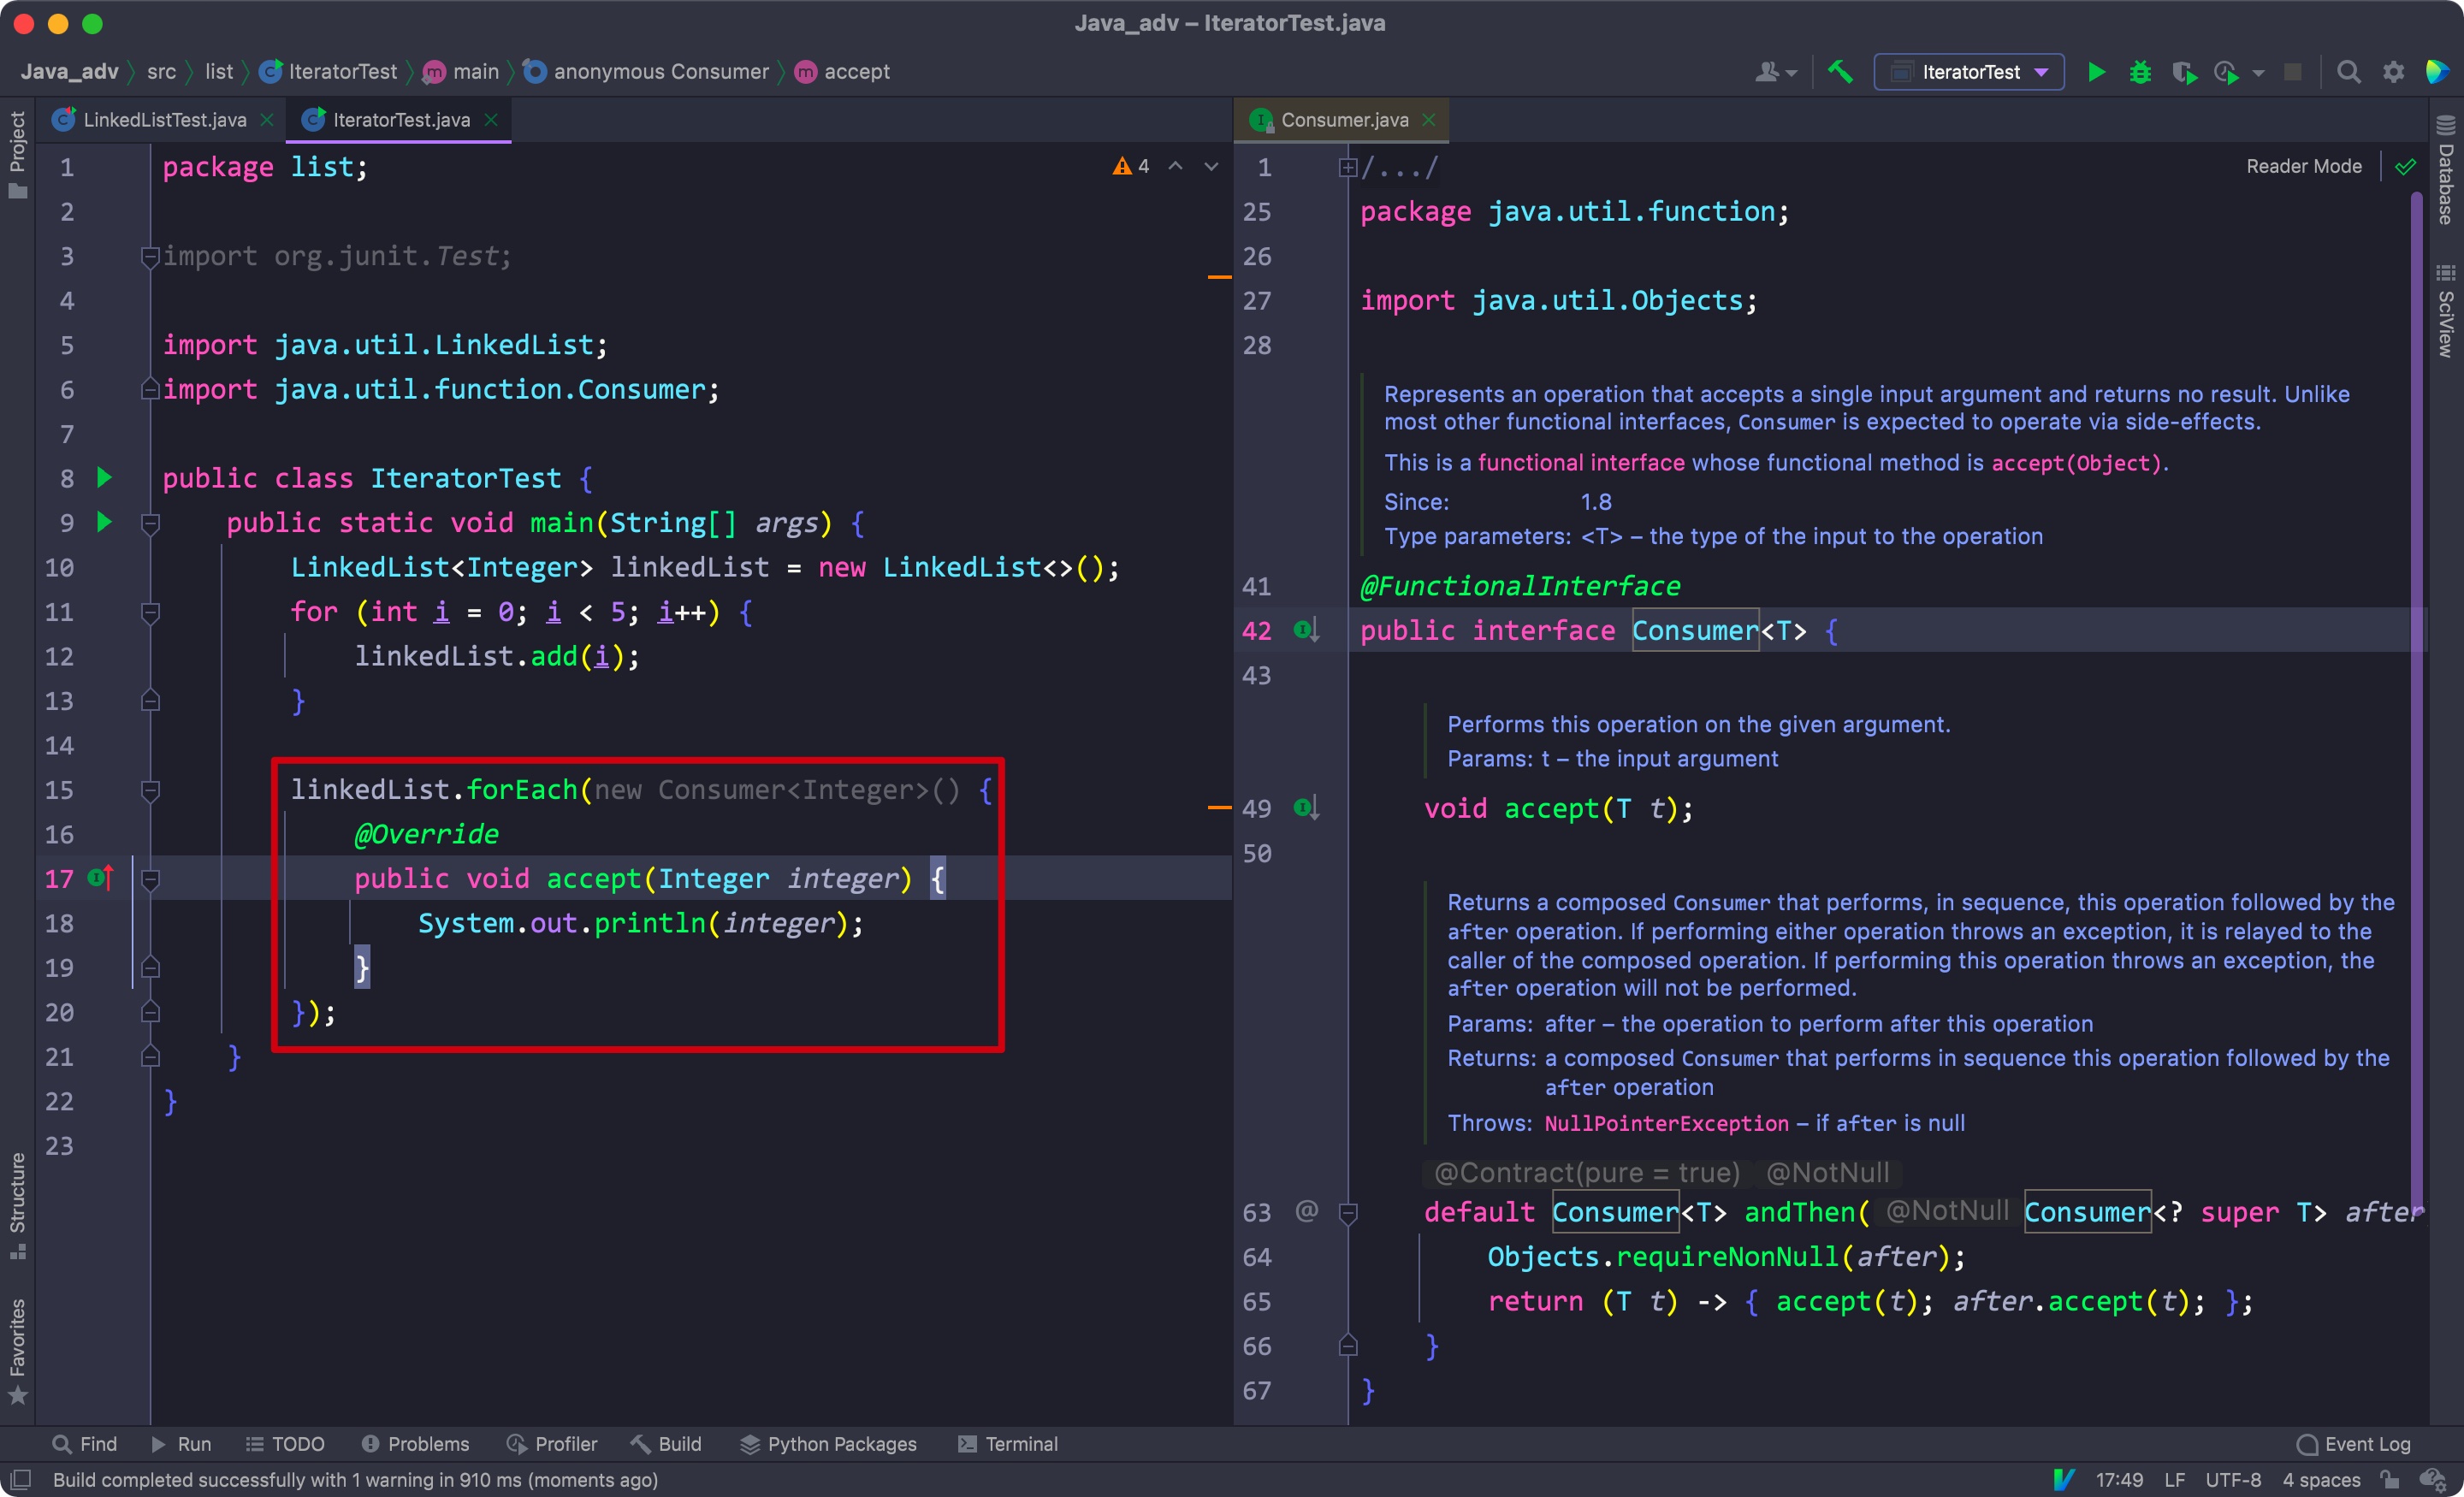 Java_adv – IteratorTest.java
Java_adv src list IteratorTest main anonymous Consumer accept
IteratorTest
LinkedListTest.java
IteratorTest.java
Project
Structure
Favorites
4
1 package list;
2
3 import org.junit.Test;
4
5 import java.util.LinkedList;
6 import java.util.function.Consumer;
7
8 public class IteratorTest {
9 public static void main(String[] args) {
10 LinkedList<Integer> linkedList = new LinkedList<>();
11 for (int i = 0; i < 5; i++) {
12 linkedList.add(i);
13 }
14
15 linkedList.forEach(new Consumer<Integer>() {
16 @Override
17 public void accept(Integer integer) {
18 System.out.println(integer);
19 }
20 });
21 }
22 }
23
Consumer.java
Reader Mode
Database
SciView
1 /.../
25 package java.util.function;
26
27 import java.util.Objects;
28
Represents an operation that accepts a single input argument and returns no result. Unlike
most other functional interfaces, Consumer is expected to operate via side-effects.
This is a functional interface whose functional method is accept(Object).
Since: 1.8
Type parameters: <T> – the type of the input to the operation
41 @FunctionalInterface
42 public interface Consumer<T> {
43
Performs this operation on the given argument.
Params: t – the input argument
49 void accept(T t);
50
Returns a composed Consumer that performs, in sequence, this operation followed by the
after operation. If performing either operation throws an exception, it is relayed to the
caller of the composed operation. If performing this operation throws an exception, the
after operation will not be performed.
Params: after – the operation to perform after this operation
Returns: a composed Consumer that performs in sequence this operation followed by the
after operation
Throws: NullPointerException – if after is null
@Contract(pure = true) @NotNull
63 @ default Consumer<T> andThen( @NotNull Consumer<? super T> after
64 Objects.requireNonNull(after);
65 return (T t) -> { accept(t); after.accept(t); };
66 }
67 }
Find Run TODO Problems Profiler Build Python Packages Terminal Event Log
Build completed successfully with 1 warning in 910 ms (moments ago) 17:49 LF UTF-8 4 spaces